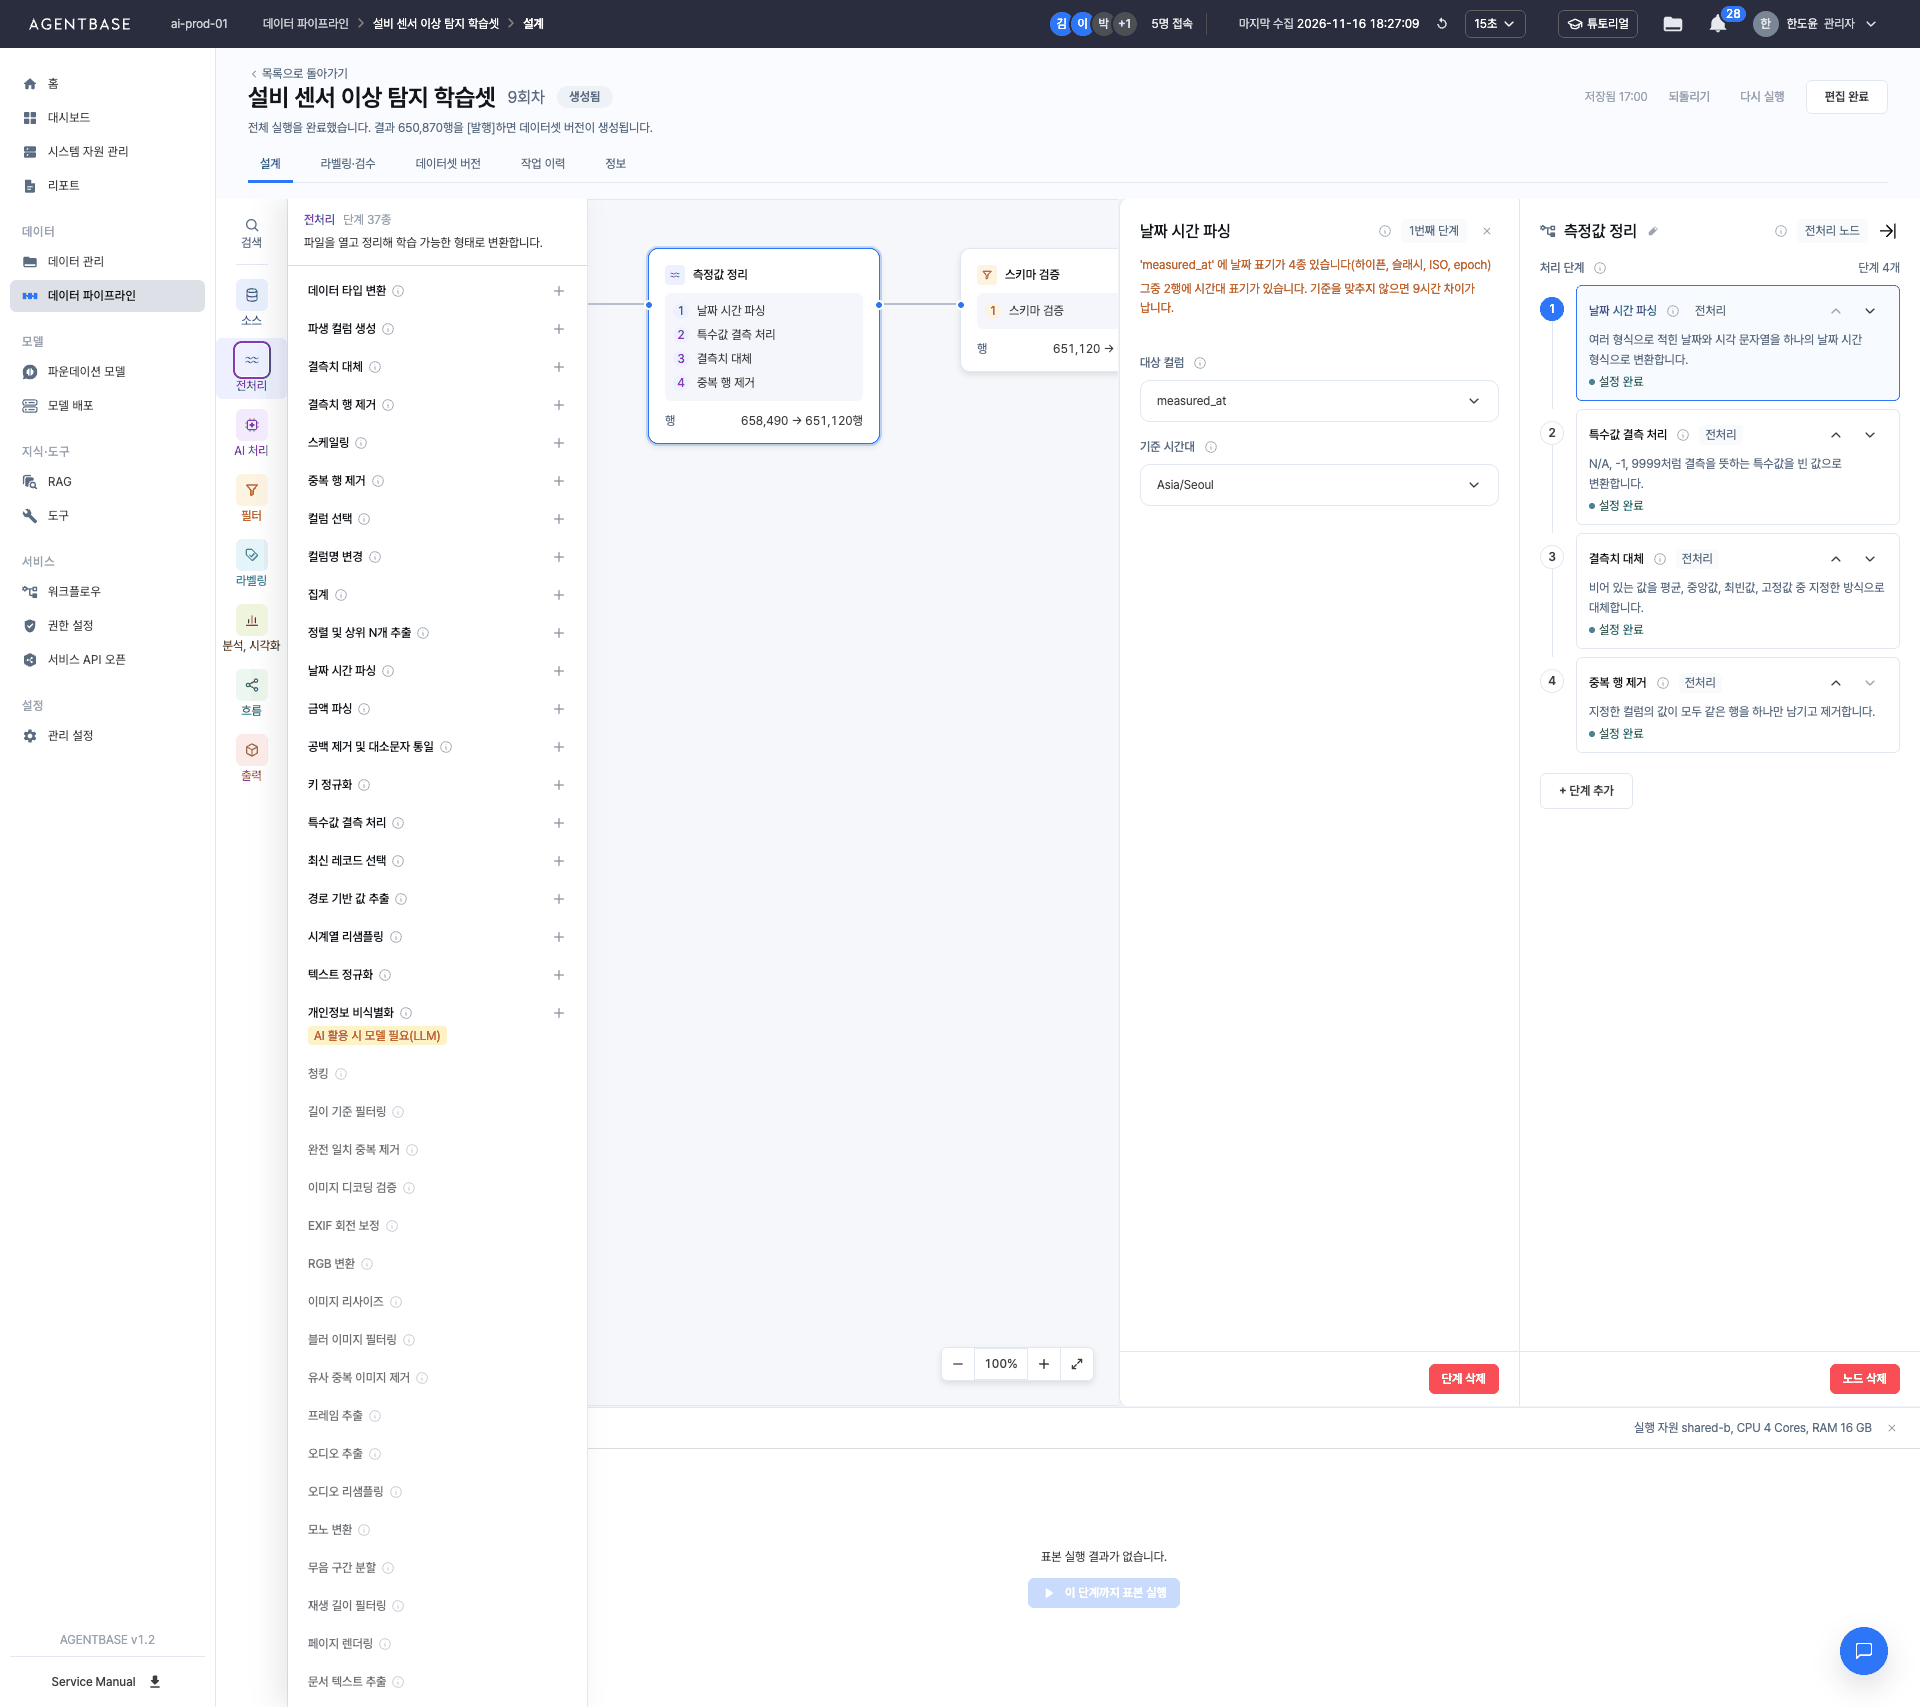 AGENTBASE
ai-prod-01
데이터 파이프라인 > 설비 센서 이상 탐지 학습셋 > 설계
김 이 박 +1 5명 접속
마지막 수집 2026-11-16 18:27:09
15초
튜토리얼
28
한 한도윤 관리자
홈
대시보드
시스템 자원 관리
리포트
데이터
데이터 관리
데이터 파이프라인
모델
파운데이션 모델
모델 배포
지식·도구
RAG
도구
서비스
워크플로우
권한 설정
서비스 API 오픈
설정
관리 설정
AGENTBASE v1.2
Service Manual
목록으로 돌아가기
설비 센서 이상 탐지 학습셋 9회차 생성됨
전체 실행을 완료했습니다. 결과 650,870행을 [발행]하면 데이터셋 버전이 생성됩니다.
저장됨 17:00 되돌리기 다시 실행 편집 완료
설계 라벨링·검수 데이터셋 버전 작업 이력 정보
검색
소스
전처리
AI 처리
필터
라벨링
분석, 시각화
흐름
출력
전처리 단계 37종
파일을 열고 정리해 학습 가능한 형태로 변환합니다.
데이터 타입 변환
파생 컬럼 생성
결측치 대체
결측치 행 제거
스케일링
중복 행 제거
컬럼 선택
컬럼명 변경
집계
정렬 및 상위 N개 추출
날짜 시간 파싱
금액 파싱
공백 제거 및 대소문자 통일
키 정규화
특수값 결측 처리
최신 레코드 선택
경로 기반 값 추출
시계열 리샘플링
텍스트 정규화
개인정보 비식별화
AI 활용 시 모델 필요(LLM)
청킹
길이 기준 필터링
완전 일치 중복 제거
이미지 디코딩 검증
EXIF 회전 보정
RGB 변환
이미지 리사이즈
블러 이미지 필터링
유사 중복 이미지 제거
프레임 추출
오디오 추출
오디오 리샘플링
모노 변환
무음 구간 분할
재생 길이 필터링
페이지 렌더링
문서 텍스트 추출
측정값 정리
1 날짜 시간 파싱
2 특수값 결측 처리
3 결측치 대체
4 중복 행 제거
행 658,490 → 651,120행
스키마 검증
1 스키마 검증
행 651,120 →
100%
날짜 시간 파싱 1번째 단계
'measured_at' 에 날짜 표기가 4종 있습니다(하이픈, 슬래시, ISO, epoch)
그중 2행에 시간대 표기가 있습니다. 기준을 맞추지 않으면 9시간 차이가
납니다.
대상 컬럼
measured_at
기준 시간대
Asia/Seoul
단계 삭제
측정값 정리 전처리 노드
처리 단계 단계 4개
1 날짜 시간 파싱 전처리
여러 형식으로 적힌 날짜와 시각 문자열을 하나의 날짜 시간
형식으로 변환합니다.
설정 완료
2 특수값 결측 처리 전처리
N/A, -1, 9999처럼 결측을 뜻하는 특수값을 빈 값으로
변환합니다.
설정 완료
3 결측치 대체 전처리
비어 있는 값을 평균, 중앙값, 최빈값, 고정값 중 지정한 방식으로
대체합니다.
설정 완료
4 중복 행 제거 전처리
지정한 컬럼의 값이 모두 같은 행을 하나만 남기고 제거합니다.
설정 완료
+ 단계 추가
노드 삭제
실행 자원 shared-b, CPU 4 Cores, RAM 16 GB
표본 실행 결과가 없습니다.
이 단계까지 표본 실행